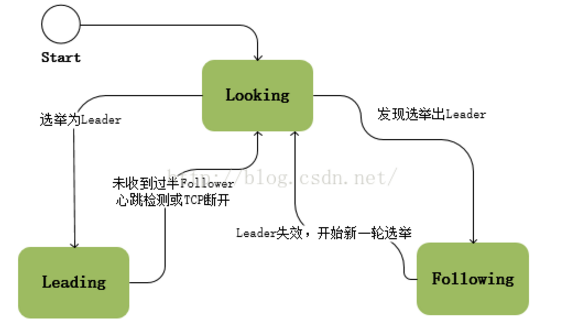 Start
Looking
选举为Leader
发现选举出Leader
http://blog.csdn.net/
未收到过半Follower
心跳检测或TCP断开
Leader失效，开始新一轮选举
Leading
Following